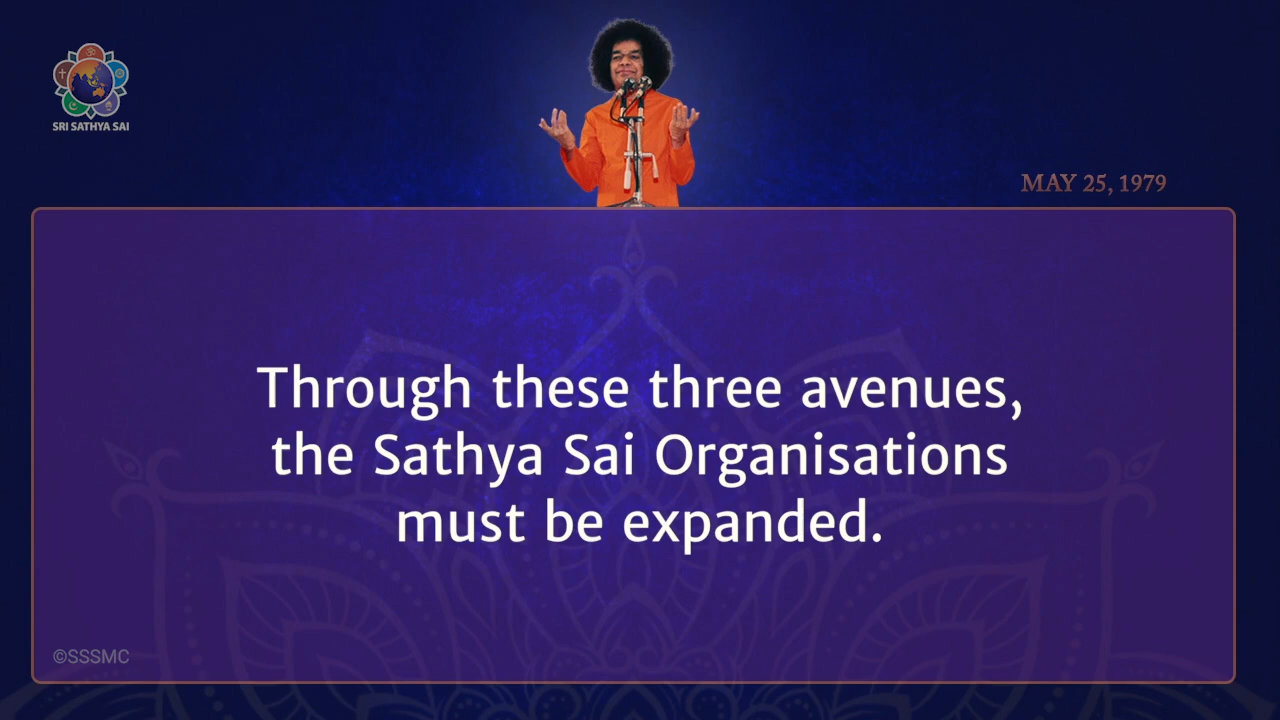 SRI SATHYA SAI
MAY 25, 1979
Through these three avenues,
the Sathya Sai Organisations
must be expanded.
©SSSMC